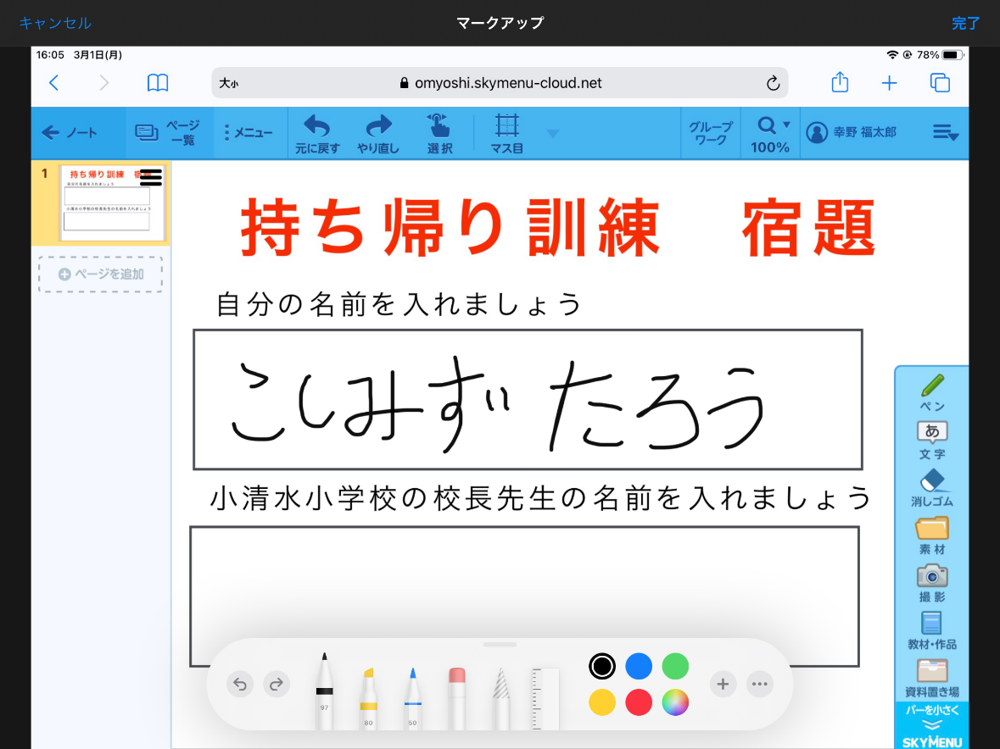 キャンセル マークアップ 完了
16:05 3月1日(月) 78%
大小 omyoshi.skymenu-cloud.net
ノート ページ一覧 メニュー 元に戻す やり直し 選択 マス目 グループワーク 100% 幸野 福太郎
1
持ち帰り訓練 宿題
自分の名前を入れましょう
小清水小学校の校長先生の名前を入れましょう
ページを追加
持ち帰り訓練 宿題
自分の名前を入れましょう
こしみず たろう
小清水小学校の校長先生の名前を入れましょう
97
80
50
ペン
あ
文字
消しゴム
素材
撮影
教材・作品
資料置き場
バーを小さく
SKYMENU